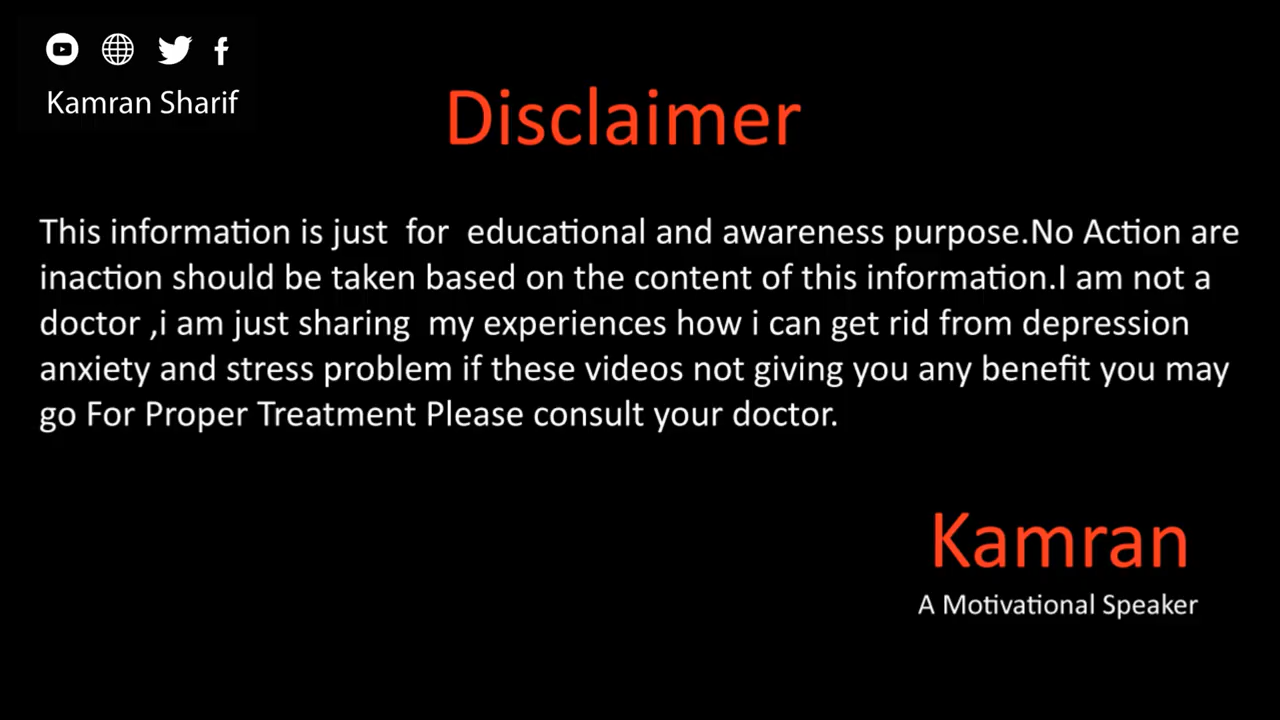 Kamran Sharif
Disclaimer
This information is just for educational and awareness purpose.No Action are
inaction should be taken based on the content of this information.I am not a
doctor ,i am just sharing my experiences how i can get rid from depression
anxiety and stress problem if these videos not giving you any benefit you may
go For Proper Treatment Please consult your doctor.
Kamran
A Motivational Speaker